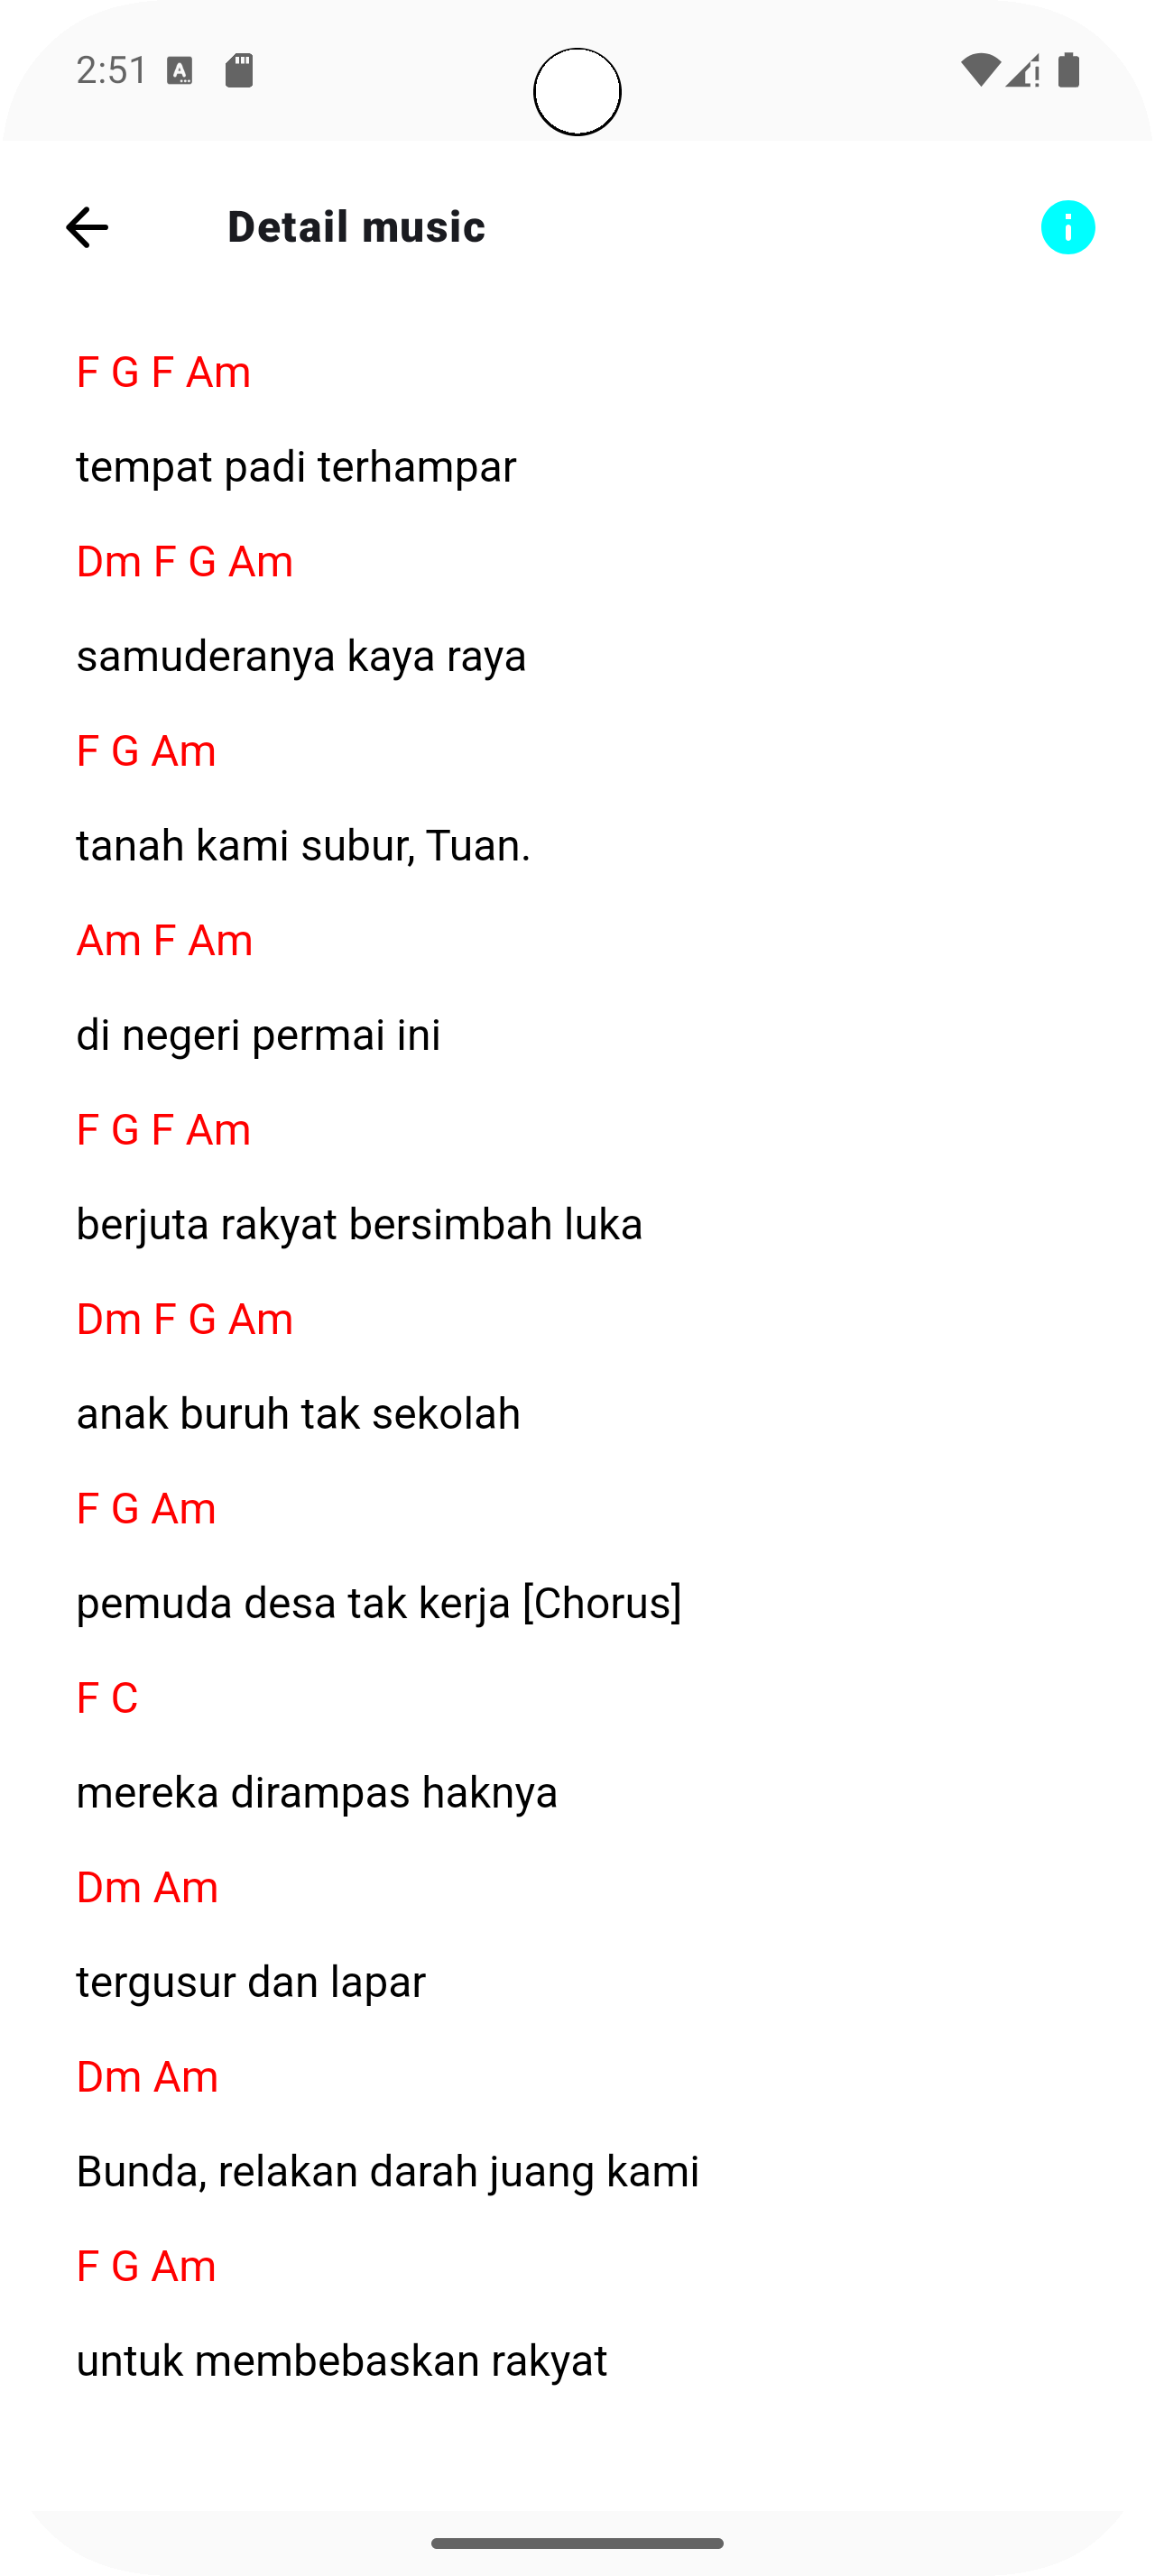 2:51
Detail music
F G F Am
tempat padi terhampar
Dm F G Am
samuderanya kaya raya
F G Am
tanah kami subur, Tuan.
Am F Am
di negeri permai ini
F G F Am
berjuta rakyat bersimbah luka
Dm F G Am
anak buruh tak sekolah
F G Am
pemuda desa tak kerja [Chorus]
F C
mereka dirampas haknya
Dm Am
tergusur dan lapar
Dm Am
Bunda, relakan darah juang kami
F G Am
untuk membebaskan rakyat